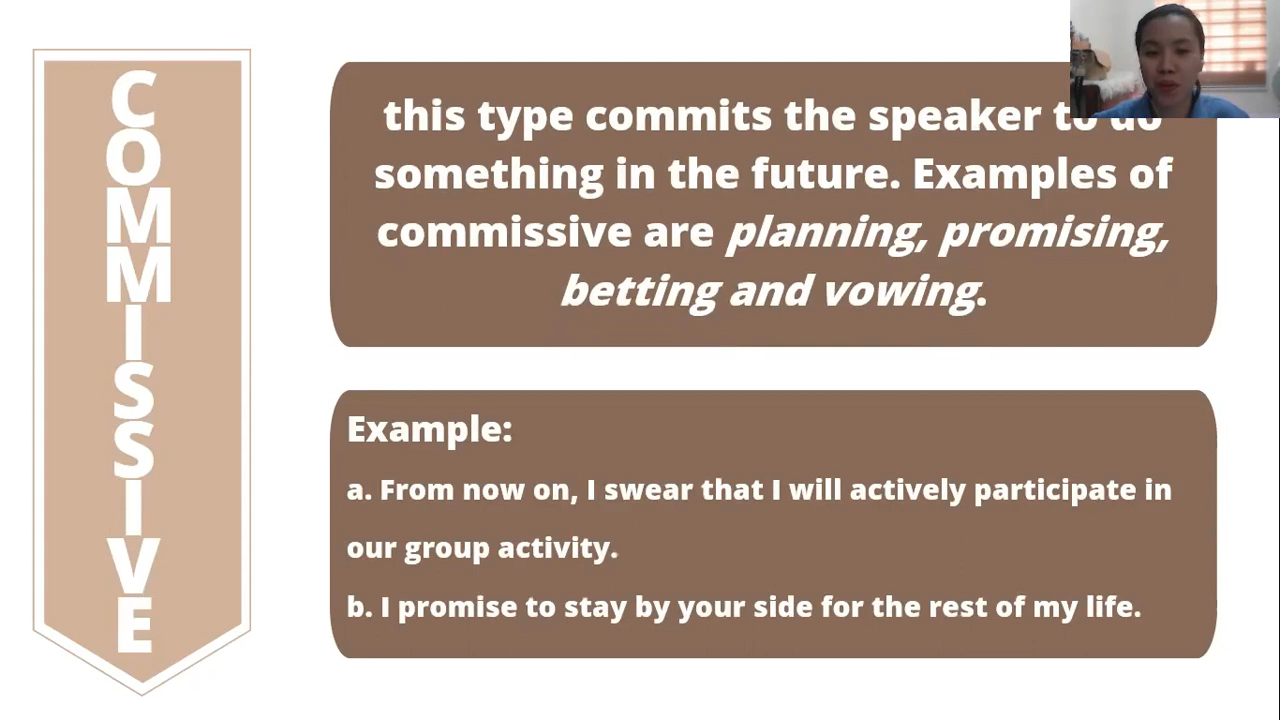 COMMISSIVE
this type commits the speaker to do
something in the future. Examples of
commissive are planning, promising,
betting and vowing.
Example:
a. From now on, I swear that I will actively participate in
our group activity.
b. I promise to stay by your side for the rest of my life.